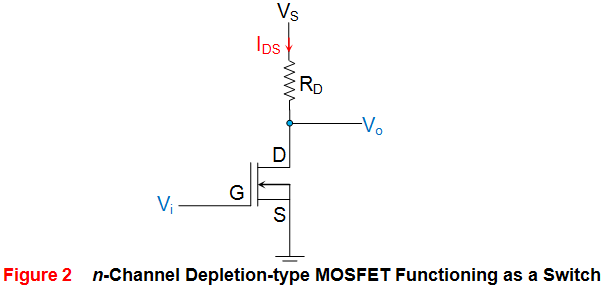 VS
IDS
RD
Vo
D
G
Vi
S
Figure 2 n-Channel Depletion-type MOSFET Functioning as a Switch